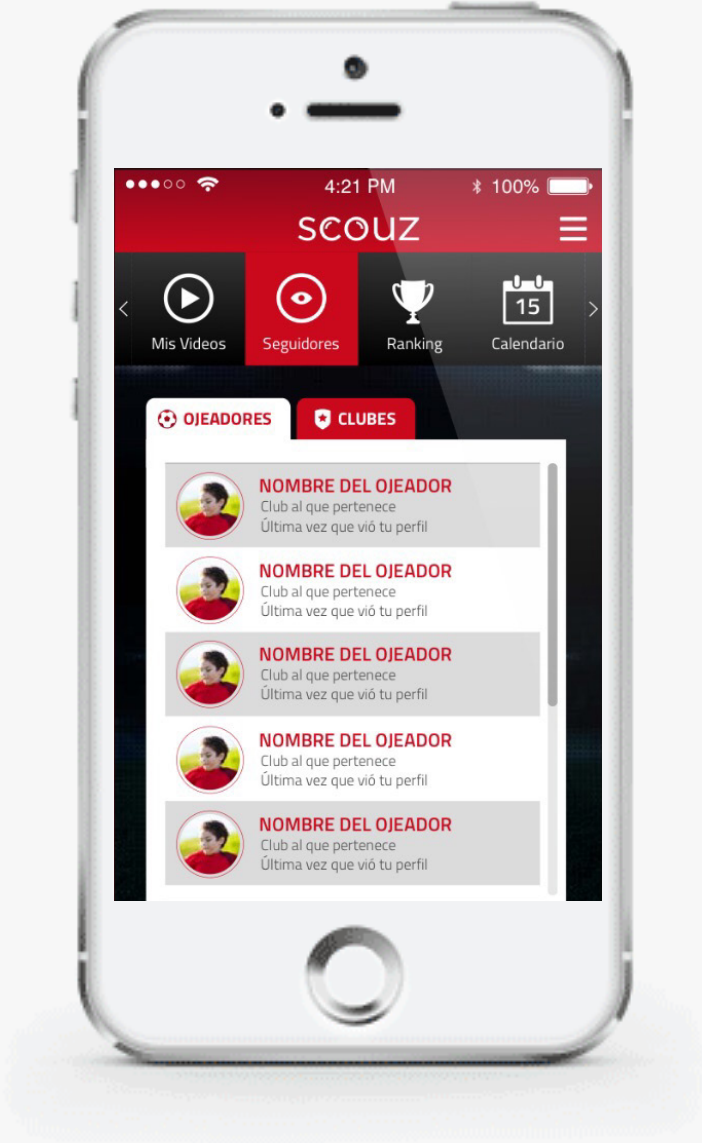 4:21 PM
100%
SCOUZ
Mis Videos
Seguidores
Ranking
15
Calendario
OJEADORES
CLUBES
NOMBRE DEL OJEADOR
Club al que pertenece
Última vez que vió tu perfil
NOMBRE DEL OJEADOR
Club al que pertenece
Última vez que vió tu perfil
NOMBRE DEL OJEADOR
Club al que pertenece
Última vez que vió tu perfil
NOMBRE DEL OJEADOR
Club al que pertenece
Última vez que vió tu perfil
NOMBRE DEL OJEADOR
Club al que pertenece
Última vez que vió tu perfil